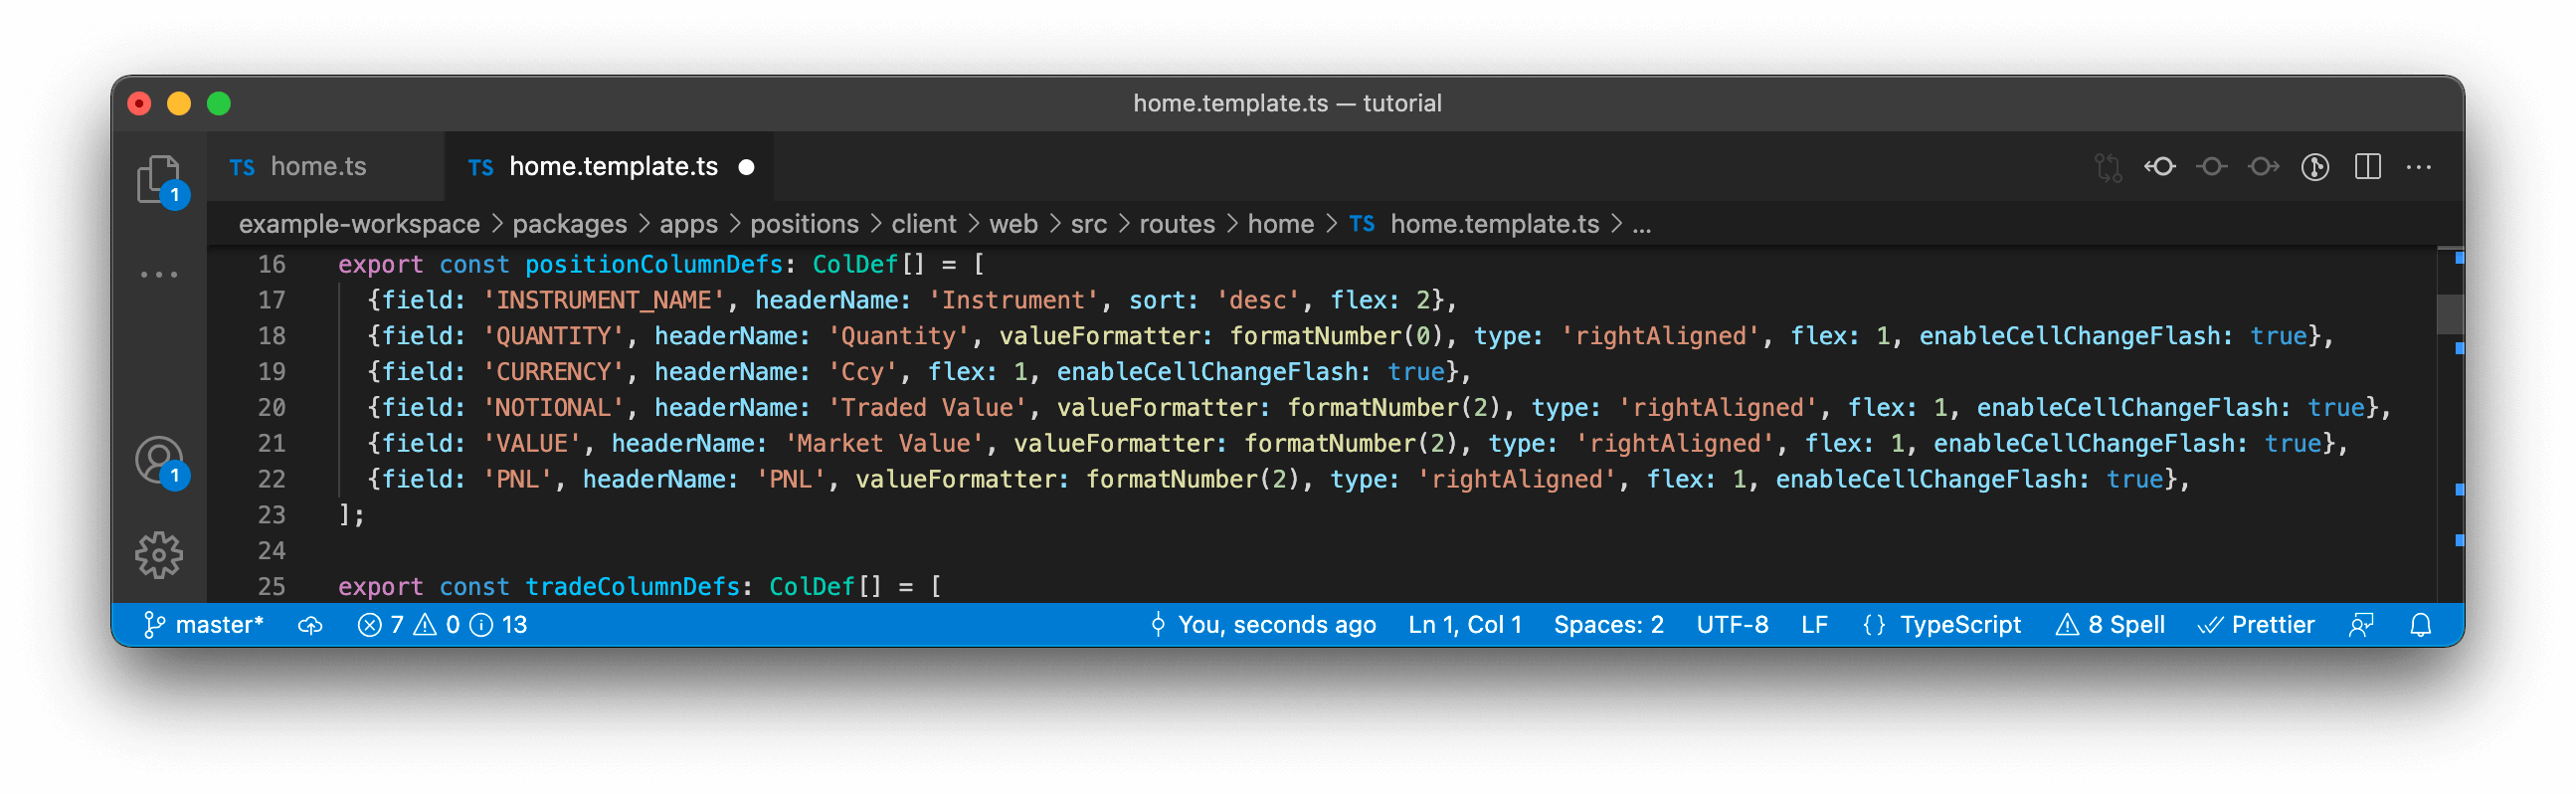 home.template.ts — tutorial
TS home.ts TS home.template.ts
1
example-workspace > packages > apps > positions > client > web > src > routes > home > TS home.template.ts > ...
16 export const positionColumnDefs: ColDef[] = [
17 {field: 'INSTRUMENT_NAME', headerName: 'Instrument', sort: 'desc', flex: 2},
18 {field: 'QUANTITY', headerName: 'Quantity', valueFormatter: formatNumber(0), type: 'rightAligned', flex: 1, enableCellChangeFlash: true},
19 {field: 'CURRENCY', headerName: 'Ccy', flex: 1, enableCellChangeFlash: true},
20 {field: 'NOTIONAL', headerName: 'Traded Value', valueFormatter: formatNumber(2), type: 'rightAligned', flex: 1, enableCellChangeFlash: true},
21 {field: 'VALUE', headerName: 'Market Value', valueFormatter: formatNumber(2), type: 'rightAligned', flex: 1, enableCellChangeFlash: true},
22 {field: 'PNL', headerName: 'PNL', valueFormatter: formatNumber(2), type: 'rightAligned', flex: 1, enableCellChangeFlash: true},
1
23 ];
24
25 export const tradeColumnDefs: ColDef[] = [
master* 7 0 13 You, seconds ago Ln 1, Col 1 Spaces: 2 UTF-8 LF {} TypeScript 8 Spell Prettier